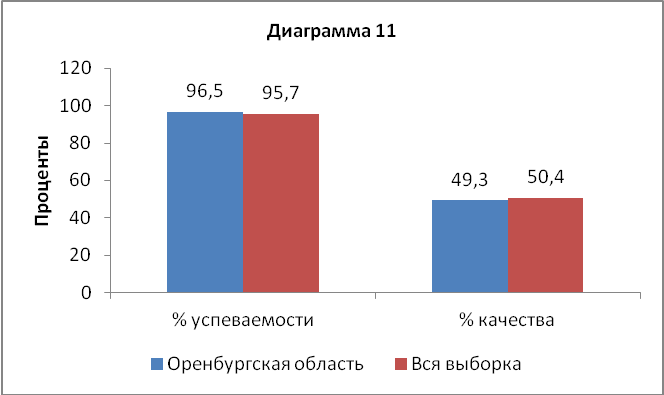 Диаграмма 11
Проценты
120
100
80
60
40
20
0
96,5
95,7
49,3
50,4
% успеваемости
% качества
Оренбургская область
Вся выборка